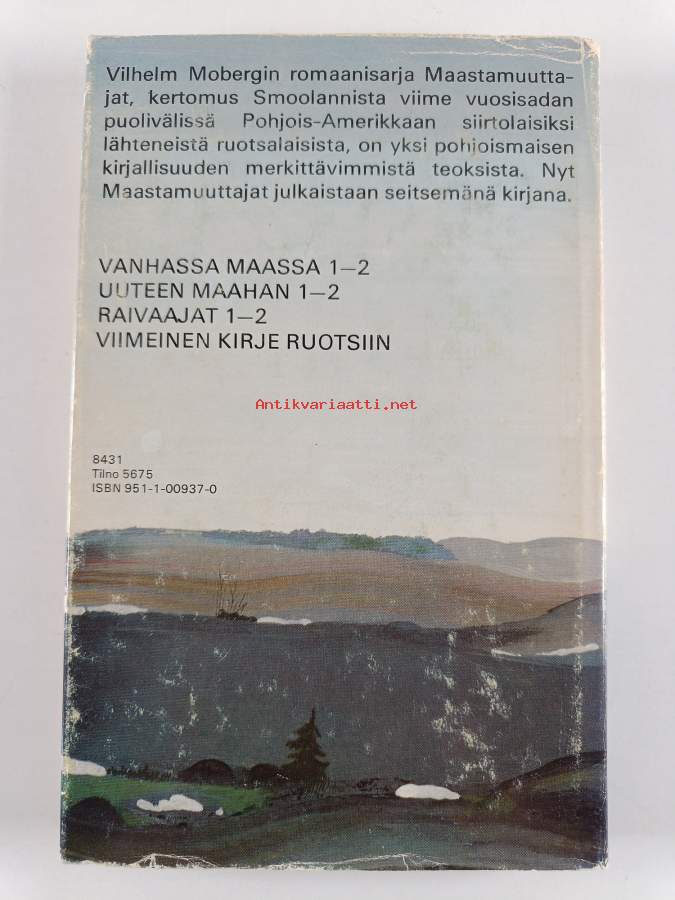 Vilhelm Mobergin romaanisarja Maastamuutta-
jat, kertomus Smoolannista viime vuosisadan
puolivälissä Pohjois-Amerikkaan siirtolaisiksi
lähteneistä ruotsalaisista, on yksi pohjoismaisen
kirjallisuuden merkittävimmistä teoksista. Nyt
Maastamuuttajat julkaistaan seitsemänä kirjana.
VANHASSA MAASSA 1–2
UUTEEN MAAHAN 1–2
RAIVAAJAT 1–2
VIIMEINEN KIRJE RUOTSIIN
Antikvariaatti.net
8431
Tilno 5675
ISBN 951-1-00937-0